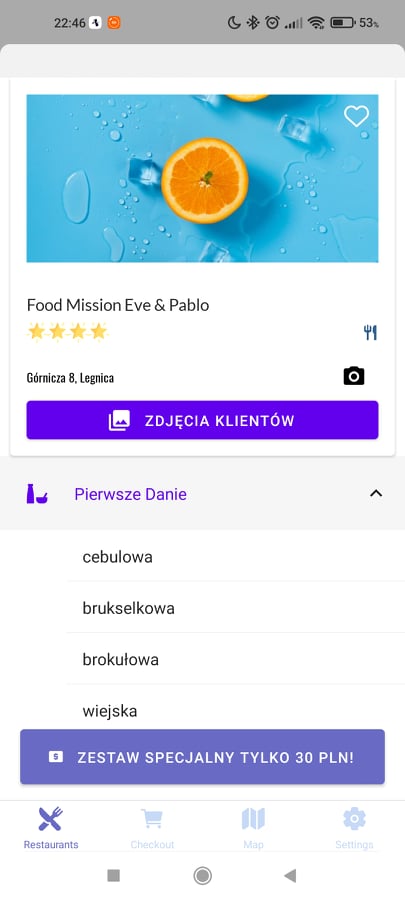 22:46
53%
Food Mission Eve & Pablo
Górnicza 8, Legnica
ZDJĘCIA KLIENTÓW
Pierwsze Danie
cebulowa
brukselkowa
brokułowa
wiejska
ZESTAW SPECJALNY TYLKO 30 PLN!
Restaurants Checkout Map Settings